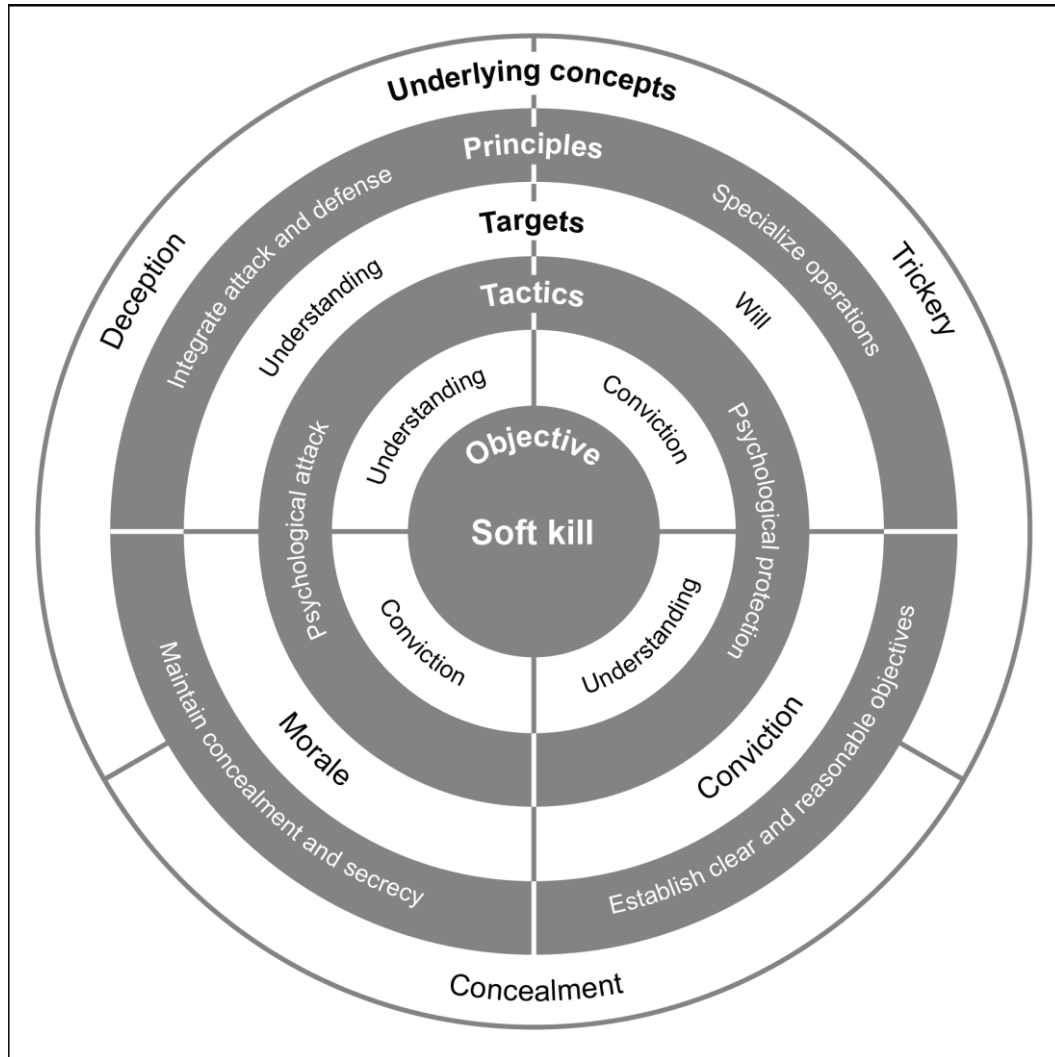 Underlying concepts
Deception
Trickery
Concealment
Principles
Integrate attack and defense
Specialize operations
Maintain concealment and secrecy
Establish clear and reasonable objectives
Targets
Understanding
Will
Morale
Conviction
Tactics
Psychological attack
Psychological protection
Understanding
Conviction
Conviction
Understanding
Objective
Soft kill